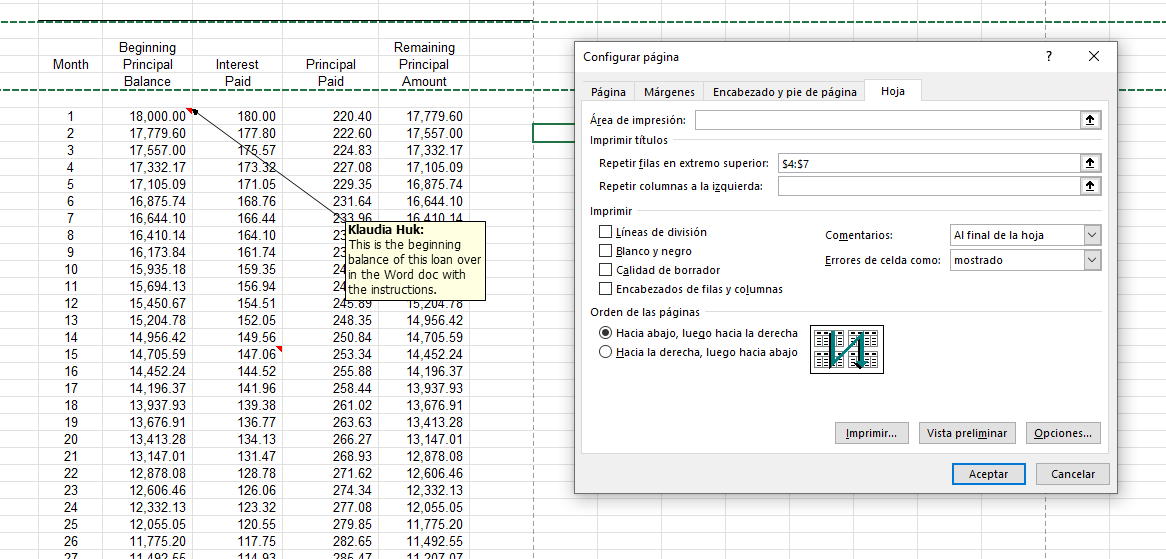 Beginning Remaining
Month Principal Interest Principal Principal
Balance Paid Paid Amount
1 18,000.00 180.00 220.40 17,779.60
2 17,779.60 177.80 222.60 17,557.00
3 17,557.00 175.57 224.83 17,332.17
4 17,332.17 173.32 227.08 17,105.09
5 17,105.09 171.05 229.35 16,875.74
6 16,875.74 168.76 231.64 16,644.10
7 16,644.10 166.44 233.96 16,410.14
8 16,410.14 164.10 23
9 16,173.84 161.74 23
10 15,935.18 159.35 24
11 15,694.13 156.94 24
12 15,450.67 154.51 245.89 15,204.78
13 15,204.78 152.05 248.35 14,956.42
14 14,956.42 149.56 250.84 14,705.59
15 14,705.59 147.06 253.34 14,452.24
16 14,452.24 144.52 255.88 14,196.37
17 14,196.37 141.96 258.44 13,937.93
18 13,937.93 139.38 261.02 13,676.91
19 13,676.91 136.77 263.63 13,413.28
20 13,413.28 134.13 266.27 13,147.01
21 13,147.01 131.47 268.93 12,878.08
22 12,878.08 128.78 271.62 12,606.46
23 12,606.46 126.06 274.34 12,332.13
24 12,332.13 123.32 277.08 12,055.05
25 12,055.05 120.55 279.85 11,775.20
26 11,775.20 117.75 282.65 11,492.55
27 11,492.55 114.93
Klaudia Huk:
This is the beginning
balance of this loan over
in the Word doc with
the instructions.
Configurar página ?
Página Márgenes Encabezado y pie de página Hoja
Área de impresión:
Imprimir títulos
Repetir filas en extremo superior: $4:$7
Repetir columnas a la izquierda:
Imprimir
Líneas de división
Blanco y negro
Calidad de borrador
Encabezados de filas y columnas
Comentarios: Al final de la hoja
Errores de celda como: mostrado
Orden de las páginas
Hacia abajo, luego hacia la derecha
Hacia la derecha, luego hacia abajo
Imprimir... Vista preliminar Opciones...
Aceptar Cancelar